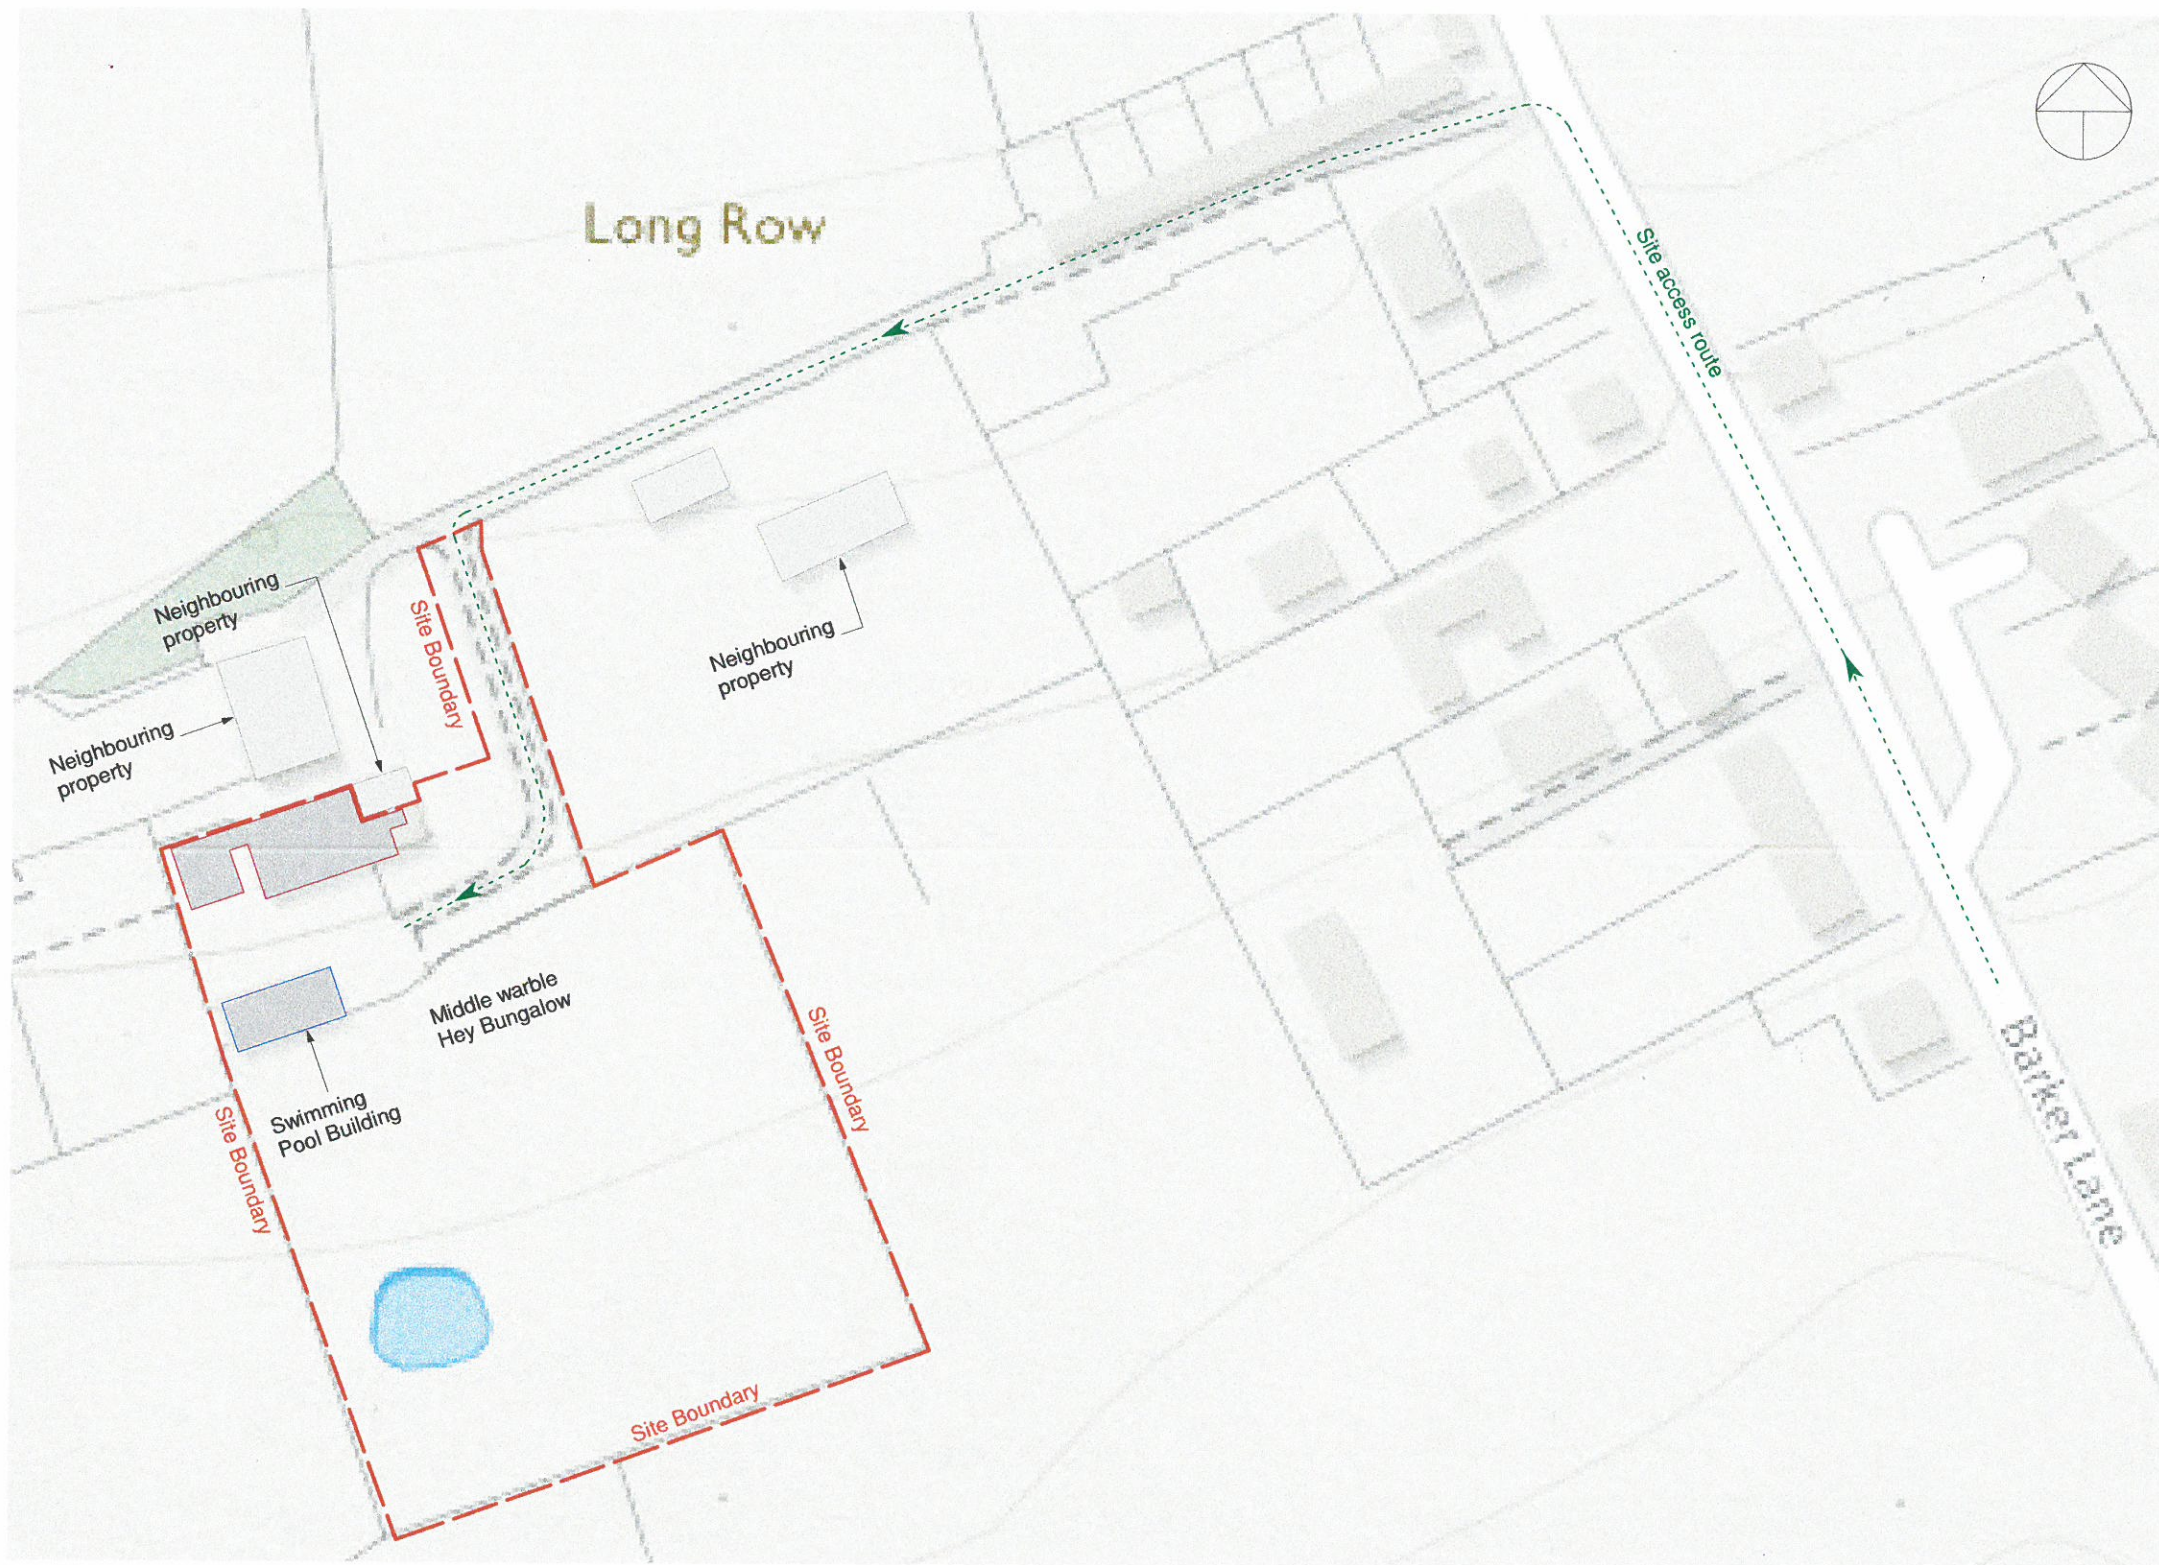 Long Row
Site access route
Neighbouring
property
Site Boundary
Neighbouring
property
Neighbouring
property
Middle warble
Hey Bungalow
Site Boundary
Swimming
Pool Building
Site Boundary
Barker Lane
Site Boundary